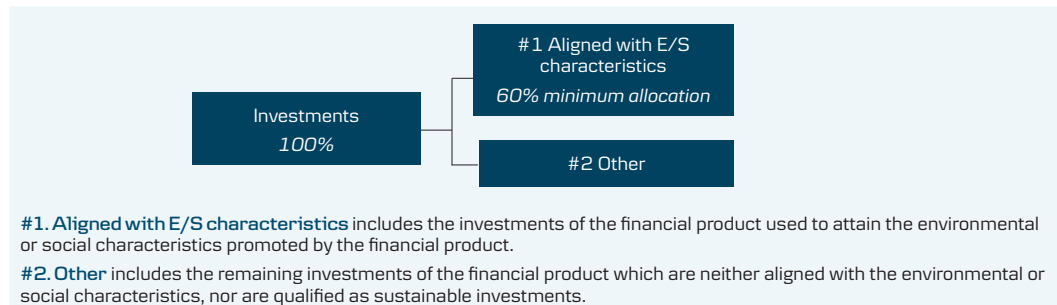 #1 Aligned with E/S
characteristics
60% minimum allocation
Investments
100%
#2 Other
#1. Aligned with E/S characteristics includes the investments of the financial product used to attain the environmental
or social characteristics promoted by the financial product.
#2. Other includes the remaining investments of the financial product which are neither aligned with the environmental or
social characteristics, nor are qualified as sustainable investments.